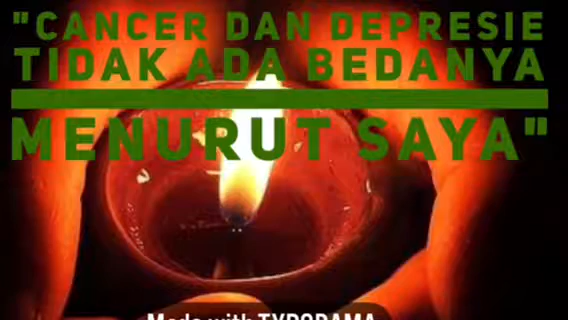 "CANCER DAN DEPRESIE
TIDAK ADA BEDANYA
MENURUT SAYA"
Made with TYPORAMA